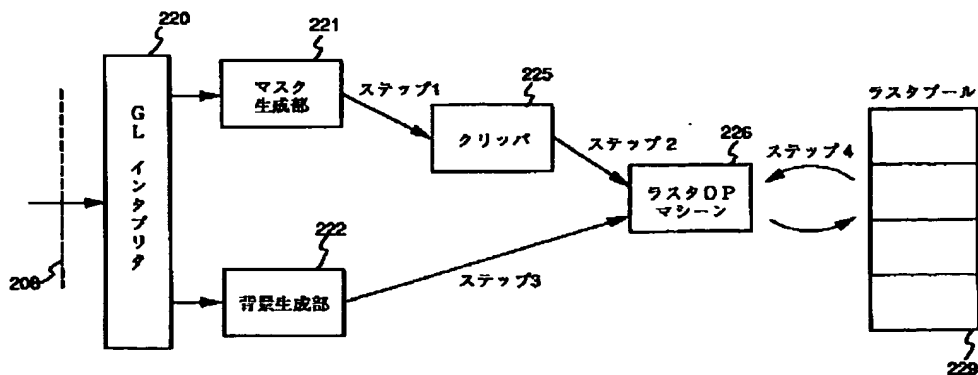 220
GL インタプリタ
208
221
マスク
生成部
ステップ1
222
背景生成部
225
クリッパ
ステップ2
ステップ3
226
ラスタOP
マシーン
ステップ4
ラスタプール
229